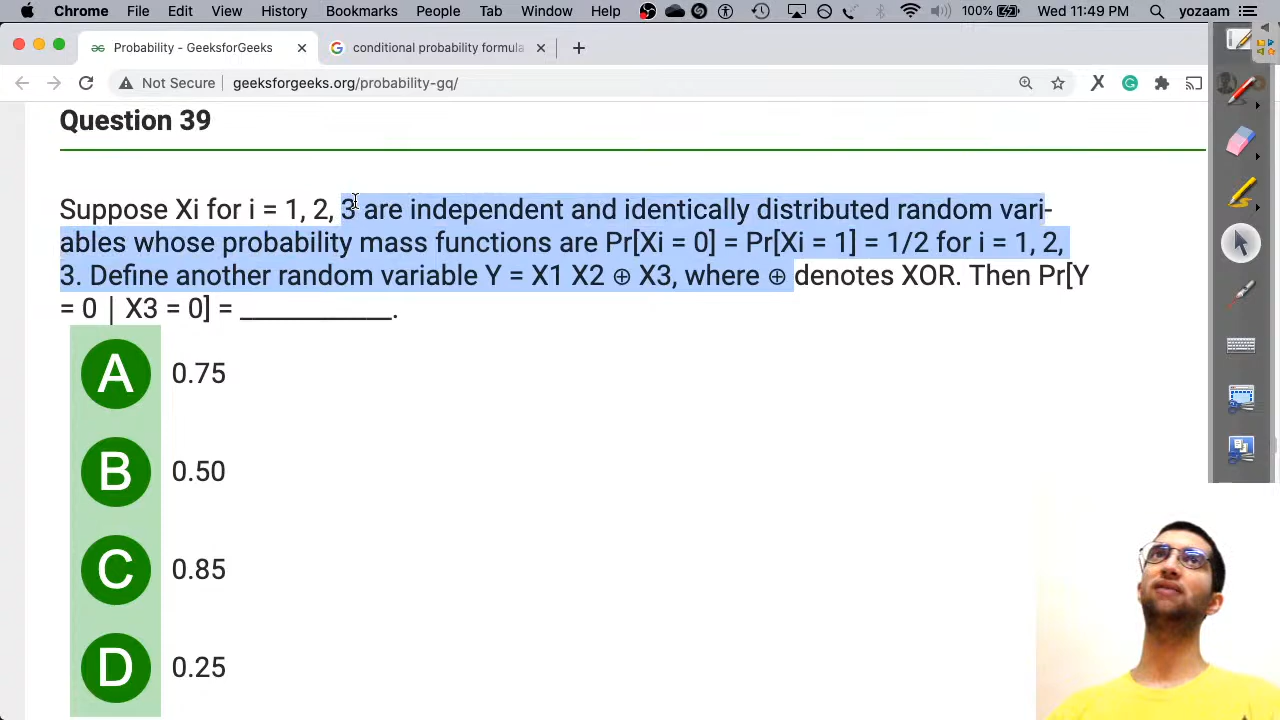 Chrome File Edit View History Bookmarks People Tab Window Help 100% Wed 11:49 PM yozaam
Probability - GeeksforGeeks conditional probability formula
Not Secure geeksforgeeks.org/probability-gq/
Question 39
Suppose Xi for i = 1, 2, 3 are independent and identically distributed random vari-
ables whose probability mass functions are Pr[Xi = 0] = Pr[Xi = 1] = 1/2 for i = 1, 2,
3. Define another random variable Y = X1 X2 ⊕ X3, where ⊕ denotes XOR. Then Pr[Y
= 0 | X3 = 0] = ____________.
A 0.75
B 0.50
C 0.85
D 0.25